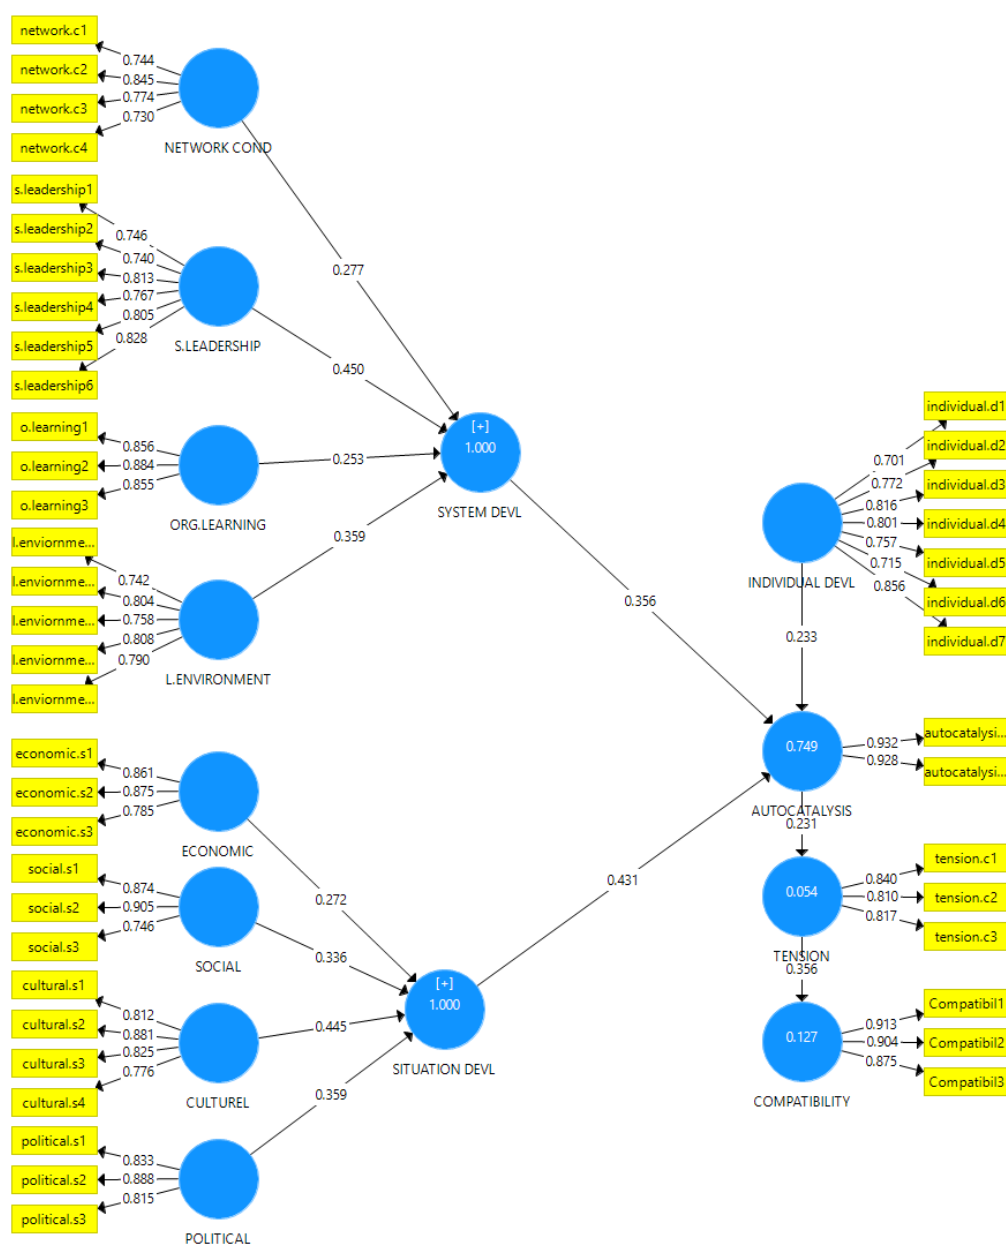 network.c1
network.c2
network.c3
network.c4
0.744
0.845
0.774
0.730
NETWORK COND
s.leadership1
s.leadership2
s.leadership3
s.leadership4
s.leadership5
s.leadership6
0.746
0.740
0.813
0.767
0.805
0.828
S.LEADERSHIP
o.learning1
o.learning2
o.learning3
0.856
0.884
0.855
ORG.LEARNING
l.enviornme...
l.enviornme...
l.enviornme...
l.enviornme...
l.enviornme...
0.742
0.804
0.758
0.808
0.790
L.ENVIRONMENT
0.277
0.450
0.253
0.359
[+]
1.000
SYSTEM DEVL
economic.s1
economic.s2
economic.s3
0.861
0.875
0.785
ECONOMIC
social.s1
social.s2
social.s3
0.874
0.905
0.746
SOCIAL
cultural.s1
cultural.s2
cultural.s3
cultural.s4
0.812
0.881
0.825
0.776
CULTUREL
political.s1
political.s2
political.s3
0.833
0.888
0.815
POLITICAL
0.272
0.336
0.445
0.359
[+]
1.000
SITUATION DEVL
0.356
0.431
INDIVIDUAL DEVL
0.701
0.772
0.816
0.801
0.757
0.715
0.856
individual.d1
individual.d2
individual.d3
individual.d4
individual.d5
individual.d6
individual.d7
0.233
0.749
AUTOCATALYSIS
0.932
0.928
autocatalysi...
autocatalysi...
0.231
0.054
TENSION
0.840
0.810
0.817
tension.c1
tension.c2
tension.c3
0.356
0.127
COMPATIBILITY
0.913
0.904
0.875
Compatibil1
Compatibil2
Compatibil3